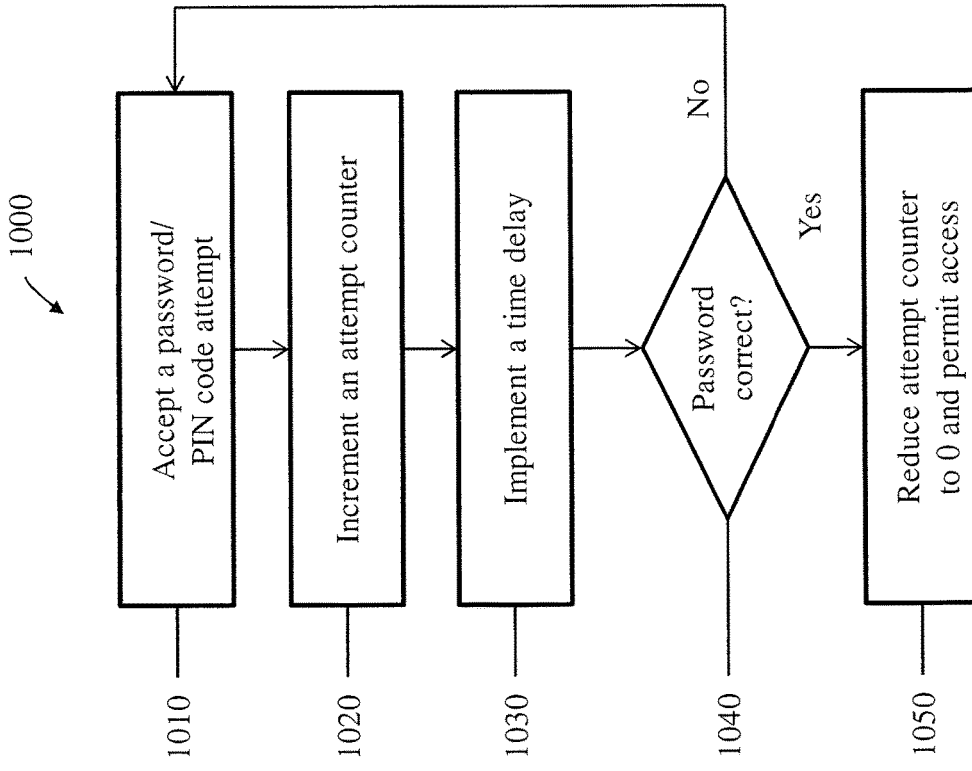 1000
1010
Accept a password/
PIN code attempt
1020
Increment an attempt counter
1030
Implement a time delay
1040
Password
correct?
No
Yes
1050
Reduce attempt counter
to 0 and permit access